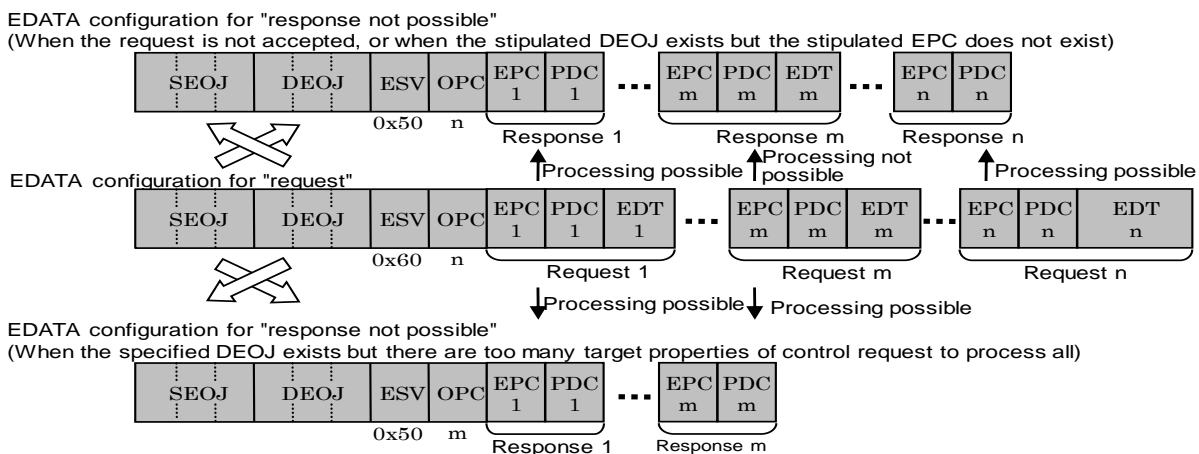 EDATA configuration for "response not possible"
(When the request is not accepted, or when the stipulated DEOJ exists but the stipulated EPC does not exist)
SEOJ DEOJ ESV OPC EPC 1 PDC 1 ... EPC m PDC m EDT m ... EPC n PDC n
0x50 n
Response 1 Response m Response n
Processing possible Processing not possible Processing possible
EDATA configuration for "request"
SEOJ DEOJ ESV OPC EPC 1 PDC 1 EDT 1 ... EPC m PDC m EDT m ... EPC n PDC n EDT n
0x60 n
Request 1 Request m Request n
Processing possible Processing possible
EDATA configuration for "response not possible"
(When the specified DEOJ exists but there are too many target properties of control request to process all)
SEOJ DEOJ ESV OPC EPC 1 PDC 1 ... EPC m PDC m
0x50 m
Response 1 Response m